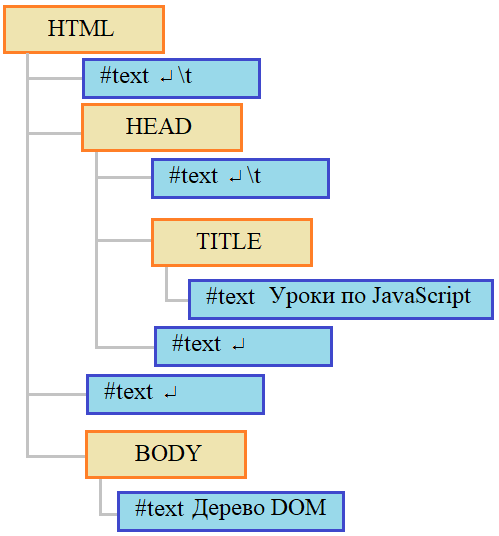 HTML
#text ↵ \t
HEAD
#text ↵ \t
TITLE
#text Уроки по JavaScript
#text ↵
#text ↵
BODY
#text Дерево DOM